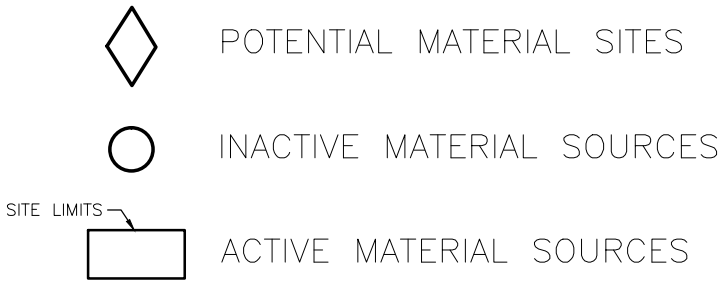 POTENTIAL MATERIAL SITES
INACTIVE MATERIAL SOURCES
SITE LIMITS
ACTIVE MATERIAL SOURCES